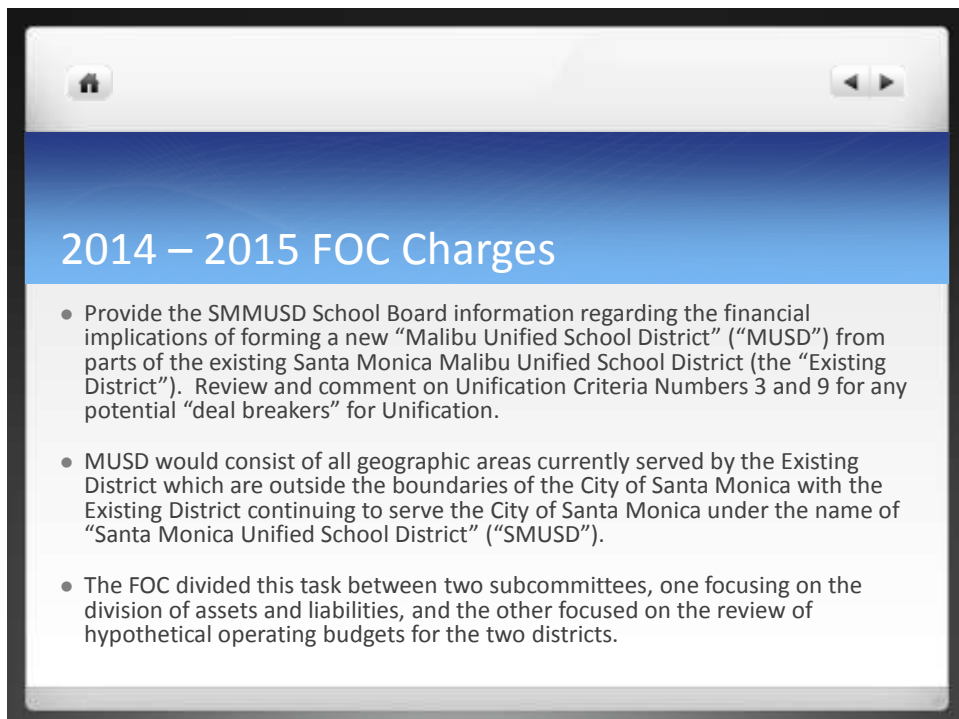 2014 – 2015 FOC Charges
● Provide the SMMUSD School Board information regarding the financial
implications of forming a new “Malibu Unified School District” (“MUSD”) from
parts of the existing Santa Monica Malibu Unified School District (the “Existing
District”).  Review and comment on Unification Criteria Numbers 3 and 9 for any
potential “deal breakers” for Unification.
● MUSD would consist of all geographic areas currently served by the Existing
District which are outside the boundaries of the City of Santa Monica with the
Existing District continuing to serve the City of Santa Monica under the name of
“Santa Monica Unified School District” (“SMUSD”).
● The FOC divided this task between two subcommittees, one focusing on the
division of assets and liabilities, and the other focused on the review of
hypothetical operating budgets for the two districts.